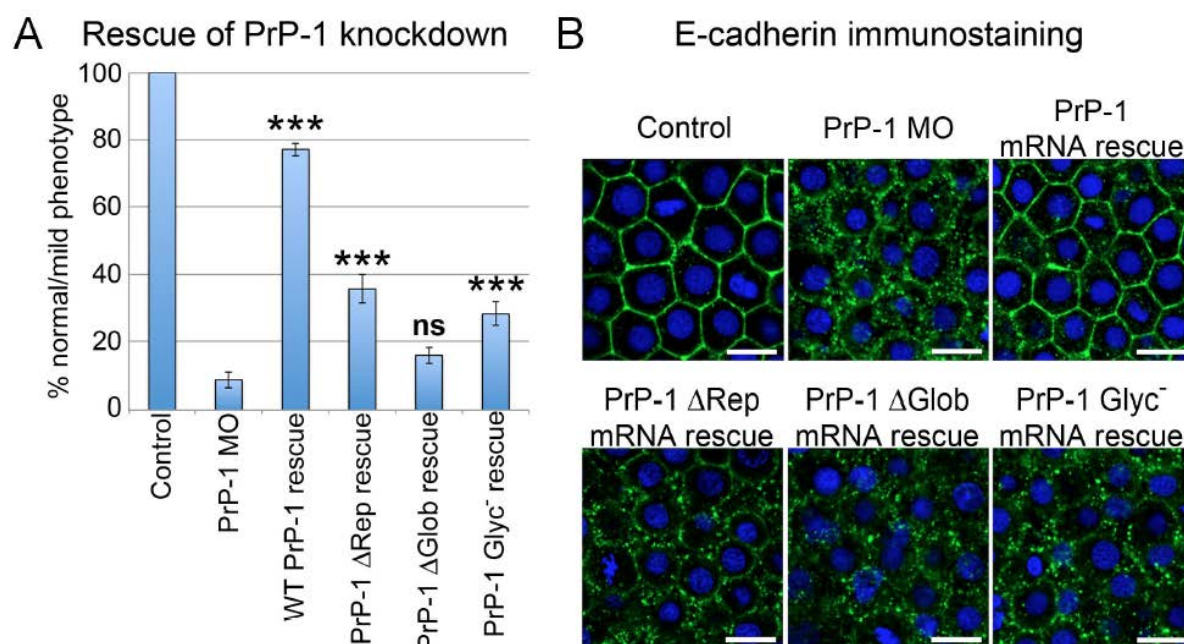 A Rescue of PrP-1 knockdown
% normal/mild phenotype
100
80
60
40
20
0
***
***
ns
***
Control
PrP-1 MO
WT PrP-1 rescue
PrP-1 ΔRep rescue
PrP-1 ΔGlob rescue
PrP-1 Glyc⁻ rescue
B E-cadherin immunostaining
Control
PrP-1 MO
PrP-1
mRNA rescue
PrP-1 ΔRep
mRNA rescue
PrP-1 ΔGlob
mRNA rescue
PrP-1 Glyc⁻
mRNA rescue